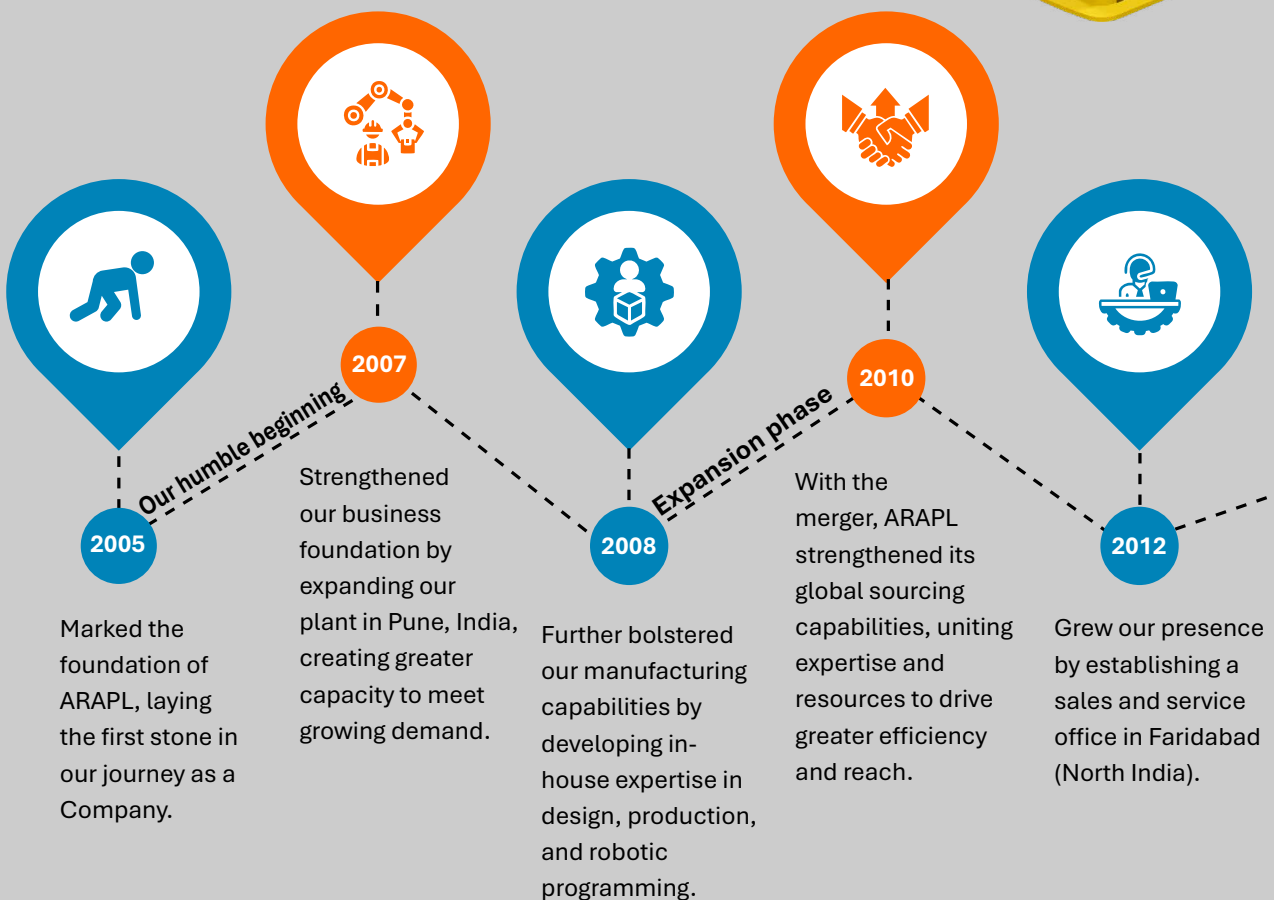 2005
Our humble beginning
Marked the
foundation of
ARAPL, laying
the first stone in
our journey as a
Company.
2007
Strengthened
our business
foundation by
expanding our
plant in Pune, India,
creating greater
capacity to meet
growing demand.
2008
Expansion phase
Further bolstered
our manufacturing
capabilities by
developing in-
house expertise in
design, production,
and robotic
programming.
2010
With the
merger, ARAPL
strengthened its
global sourcing
capabilities, uniting
expertise and
resources to drive
greater efficiency
and reach.
2012
Grew our presence
by establishing a
sales and service
office in Faridabad
(North India).